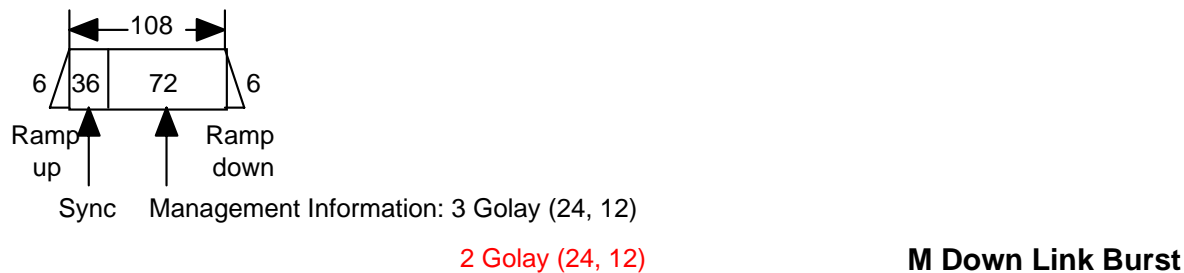 108
6 36 72 6
Ramp Ramp
up down
Sync Management Information: 3 Golay (24, 12)
2 Golay (24, 12) M Down Link Burst